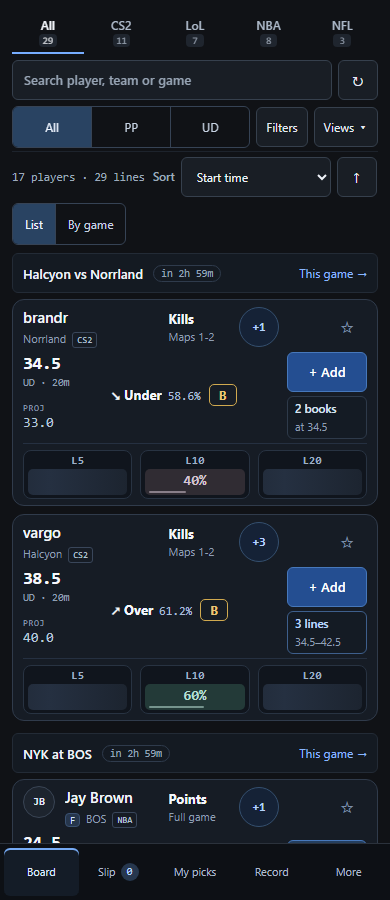 All CS2 LoL NBA NFL
29 11 7 8 3
Search player, team or game ↻
All PP UD Filters Views ▾
17 players · 29 lines Sort Start time ↑
List By game
Halcyon vs Norrland in 2h 59m This game →
brandr Kills +1 ☆
Norrland CS2 Maps 1-2
34.5 + Add
UD · 20m
↘ Under 58.6% B
PROJ 2 books
33.0 at 34.5
L5 L10 L20
40%
vargo Kills +3 ☆
Halcyon CS2 Maps 1-2
38.5 + Add
UD · 20m
↗ Over 61.2% B
PROJ 3 lines
40.0 34.5–42.5
L5 L10 L20
60%
NYK at BOS in 2h 59m This game →
JB Jay Brown Points +1 ☆
F BOS NBA Full game
Board Slip 0 My picks Record More